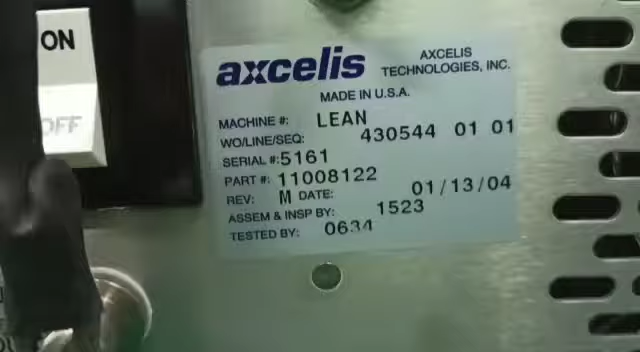 ON
OFF
axcelis
AXCELIS
TECHNOLOGIES, INC.
MADE IN U.S.A.
MACHINE #: LEAN
WO/LINE/SEQ: 430544 01 01
SERIAL #: 5161
PART #: 11008122
REV: M DATE: 01/13/04
ASSEM & INSP BY: 1523
TESTED BY: 0634